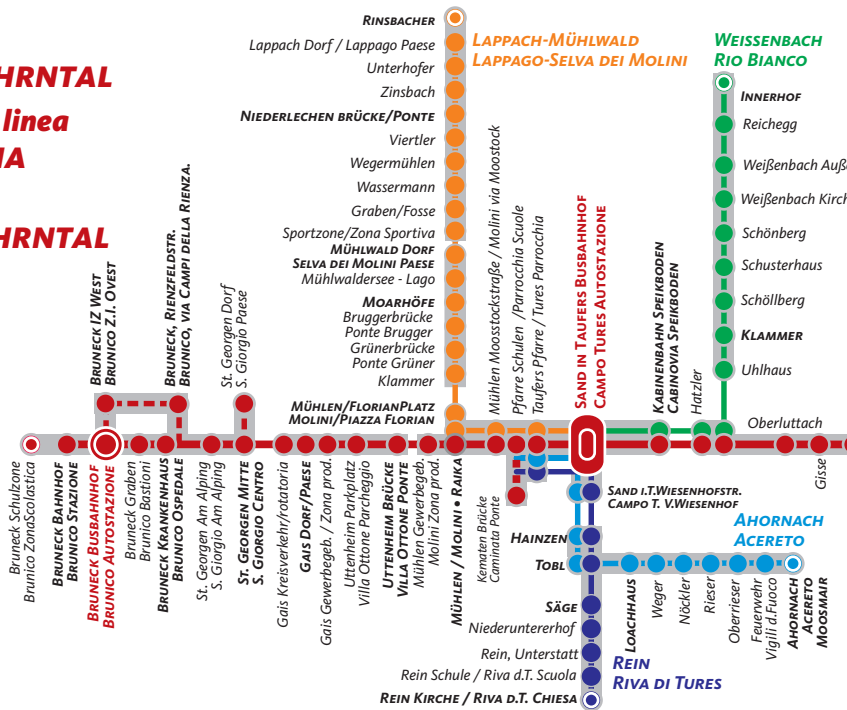 HRNTAL
linea
IA
HRNTAL
RINSBACHER
Lappach Dorf / Lappago Paese
Unterhofer
Zinsbach
NIEDERLECHEN BRÜCKE/PONTE
Viertler
Wegermühlen
Wassermann
Graben/Fosse
Sportzone/Zona Sportiva
MÜHLWALD DORF
SELVA DEI MOLINI PAESE
Mühlwaldersee - Lago
MOARHÖFE
Bruggerbrücke
Ponte Brugger
Grünerbrücke
Ponte Grüner
Klammer
MÜHLEN/FLORIANPLATZ
MOLINI/PIAZZA FLORIAN
LAPPACH-MÜHLWALD
LAPPAGO-SELVA DEI MOLINI
WEISSENBACH
RIO BIANCO
INNERHOF
Reichegg
Weißenbach Auße
Weißenbach Kirch
Schönberg
Schusterhaus
Schöllberg
KLAMMER
Uhlhaus
Oberluttach
BRUNECK IZ WEST
BRUNICO Z.I. OVEST
BRUNECK, RIENZFELDSTR.
BRUNICO, VIA CAMPI DELLA RIENZA.
St. Georgen Dorf
S. Giorgio Paese
Mühlen Moosstockstraße / Molini via Moostock
Pfarre Schulen /Parrocchia Scuole
Taufers Pfarre / Tures Parrocchia
SAND IN TAUFERS BUSBAHNHOF
CAMPO TURES AUTOSTAZIONE
KABINENBAHN SPEIKBODEN
CABINOVIA SPEIKBODEN
Hatzler
Bruneck Schulzone
Brunico ZonaScolastica
BRUNECK BAHNHOF
BRUNICO STAZIONE
BRUNECK BUSBAHNHOF
BRUNICO AUTOSTAZIONE
Bruneck Graben
Brunico Bastioni
BRUNECK KRANKENHAUS
BRUNICO OSPEDALE
St. Georgen Am Alping
S. Giorgio Am Alping
ST. GEORGEN MITTE
S. GIORGIO CENTRO
Gais Kreisverkehr/rotatoria
GAIS DORF/PAESE
Gais Gewerbegeb. / Zona prod.
Uttenheim Parkplatz
Villa Ottone Parcheggio
UTTENHEIM BRÜCKE
VILLA OTTONE PONTE
Mühlen Gewerbegeb.
Molini Zona prod.
MÜHLEN / MOLINI • RAIKA
Kematen Brücke
Caminata Ponte
Gisse
SAND I.T.WIESENHOFSTR.
CAMPO T. V.WIESENHOF
HAINZEN
TOBL
AHORNACH
ACERETO
LOACHHAUS
Weger
Nöckler
Rieser
Oberrieser
Feuerwehr
Vigili d.Fuoco
AHORNACH
ACERETO
MOOSMAIR
SÄGE
Niederuntererhof
Rein, Unterstatt
Rein Schule / Riva d.T. Scuola
REIN KIRCHE / RIVA D.T. CHIESA
REIN
RIVA DI TURES